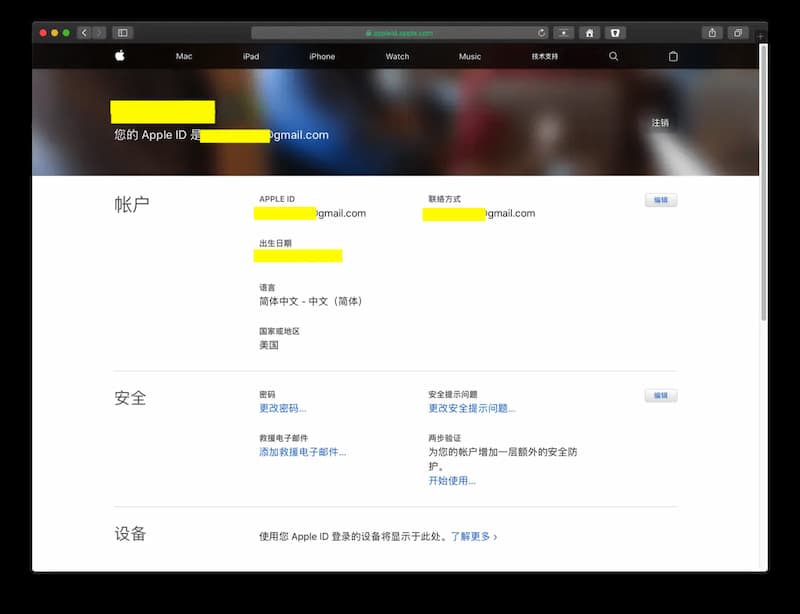 appleid.apple.com
Mac
iPad
iPhone
Watch
Music
技术支持
您的 Apple ID 是
@gmail.com
注销
帐户
APPLE ID
gmail.com
联络方式
gmail.com
编辑
出生日期
语言
简体中文 - 中文（简体）
国家或地区
美国
安全
密码
更改密码...
安全提示问题
更改安全提示问题...
编辑
救援电子邮件
添加救援电子邮件...
两步验证
为您的帐户增加一层额外的安全防
护。
开始使用...
设备
使用您 Apple ID 登录的设备将显示于此处。了解更多 ›